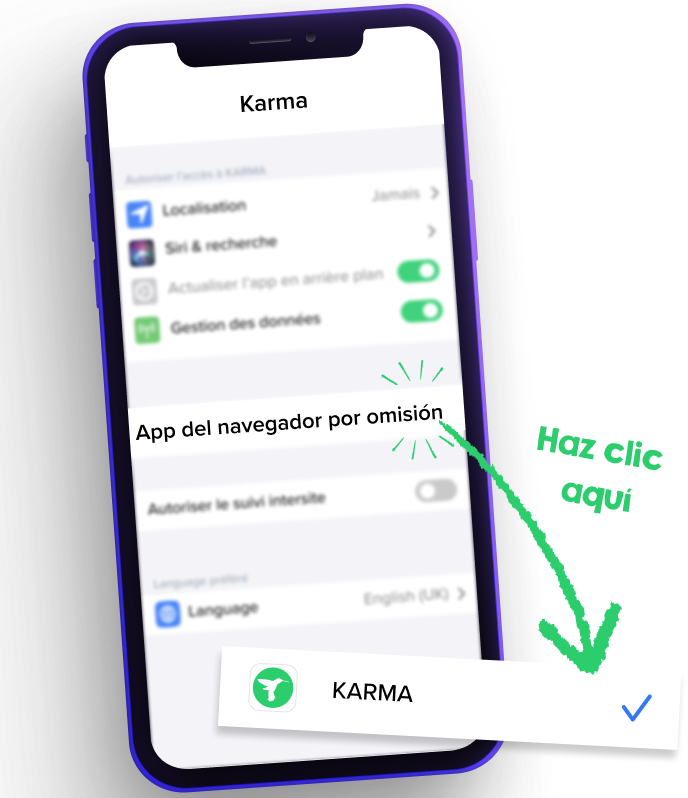 Karma
Autoriser l'accès à KARMA
Localisation
Jamais
Siri & recherche
Actualiser l'app en arrière plan
Gestion des données
App del navegador por omisión
Haz clic
aquí
Autoriser le suivi intersite
Language préféré
Language
English (UK)
KARMA